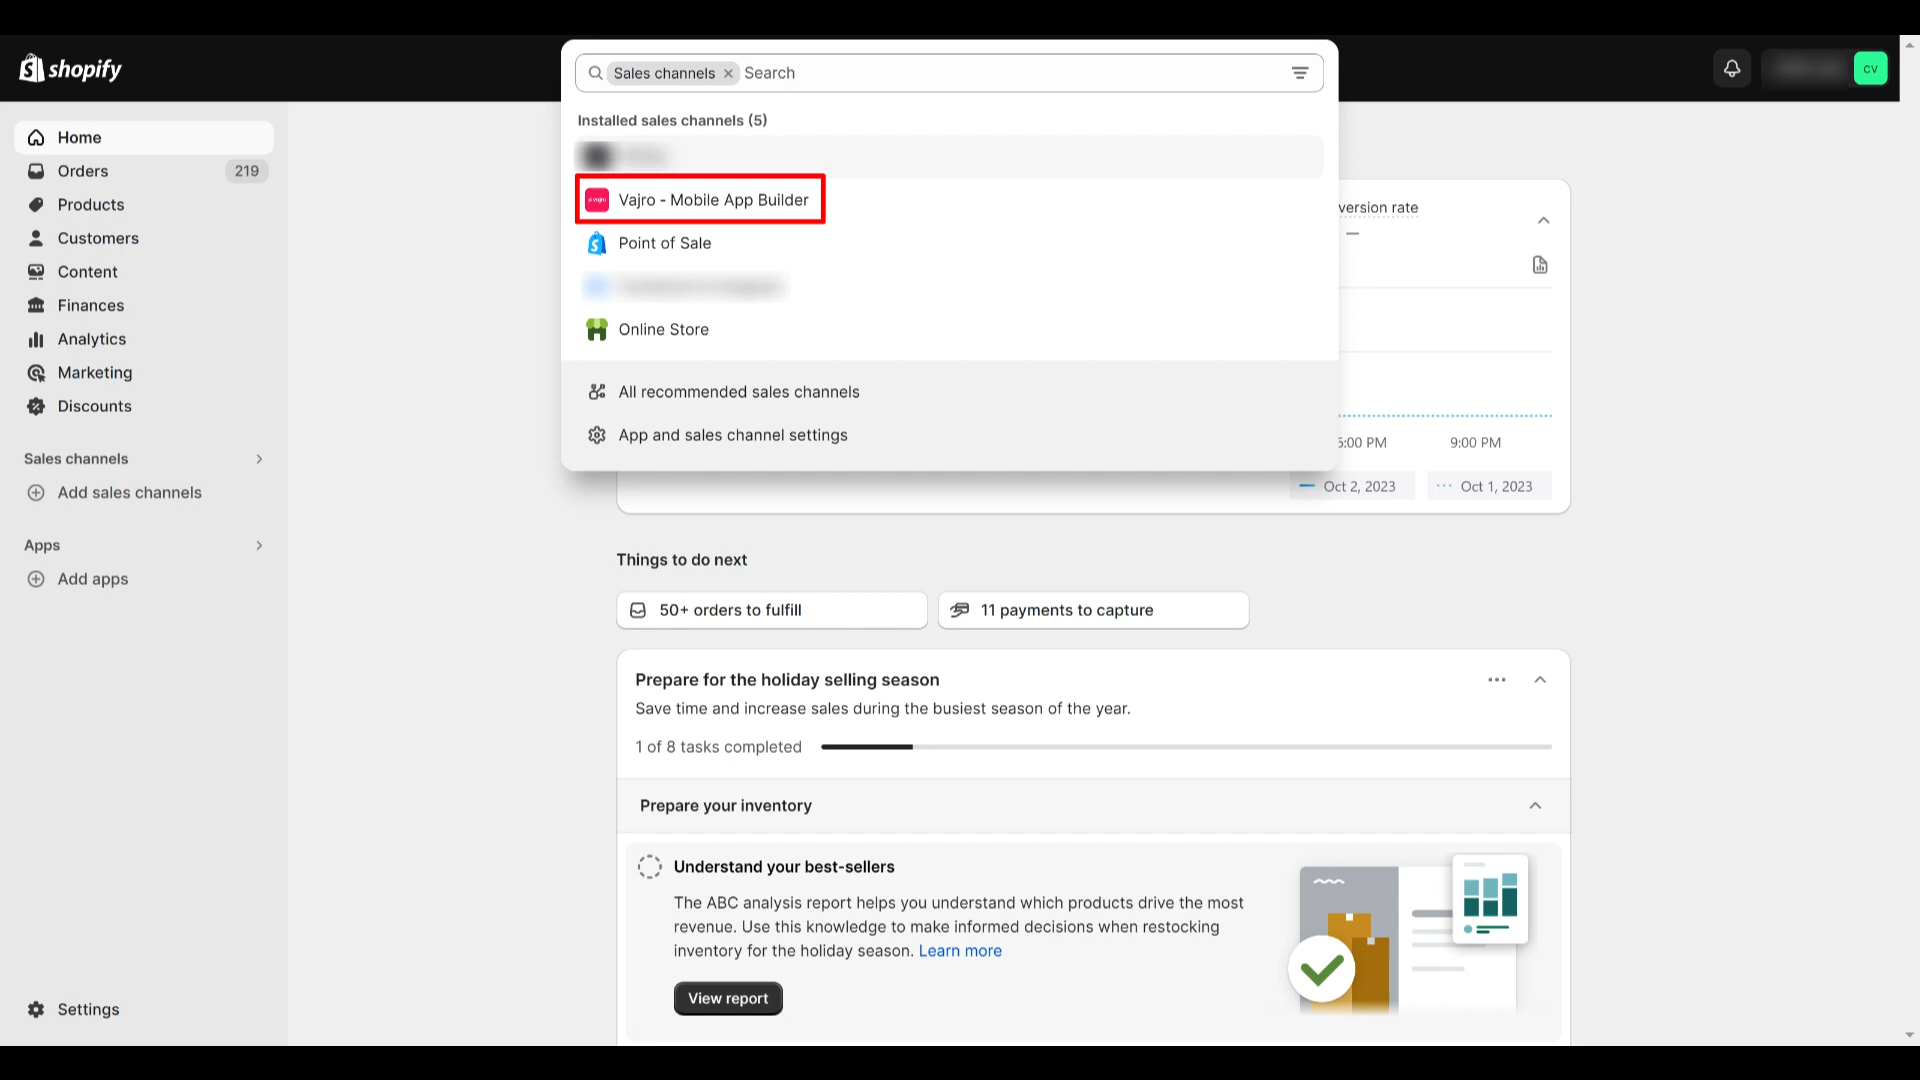 shopify
Sales channels Search
CV
Installed sales channels (5)
Vajro - Mobile App Builder
Point of Sale
Online Store
All recommended sales channels
App and sales channel settings
Home
Orders 219
Products
Customers
Content
Finances
Analytics
Marketing
Discounts
Sales channels
Add sales channels
Apps
Add apps
Settings
version rate
—
6:00 PM 9:00 PM
Oct 2, 2023 Oct 1, 2023
Things to do next
50+ orders to fulfill
11 payments to capture
Prepare for the holiday selling season
Save time and increase sales during the busiest season of the year.
1 of 8 tasks completed
Prepare your inventory
Understand your best-sellers
The ABC analysis report helps you understand which products drive the most
revenue. Use this knowledge to make informed decisions when restocking
inventory for the holiday season. Learn more
View report